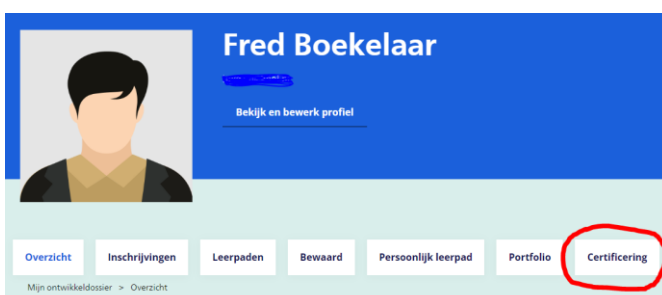 Fred Boekelaar
Bekijk en bewerk profiel
Overzicht Inschrijvingen Leerpaden Bewaard Persoonlijk leerpad Portfolio Certificering
Mijn ontwikkeldossier > Overzicht